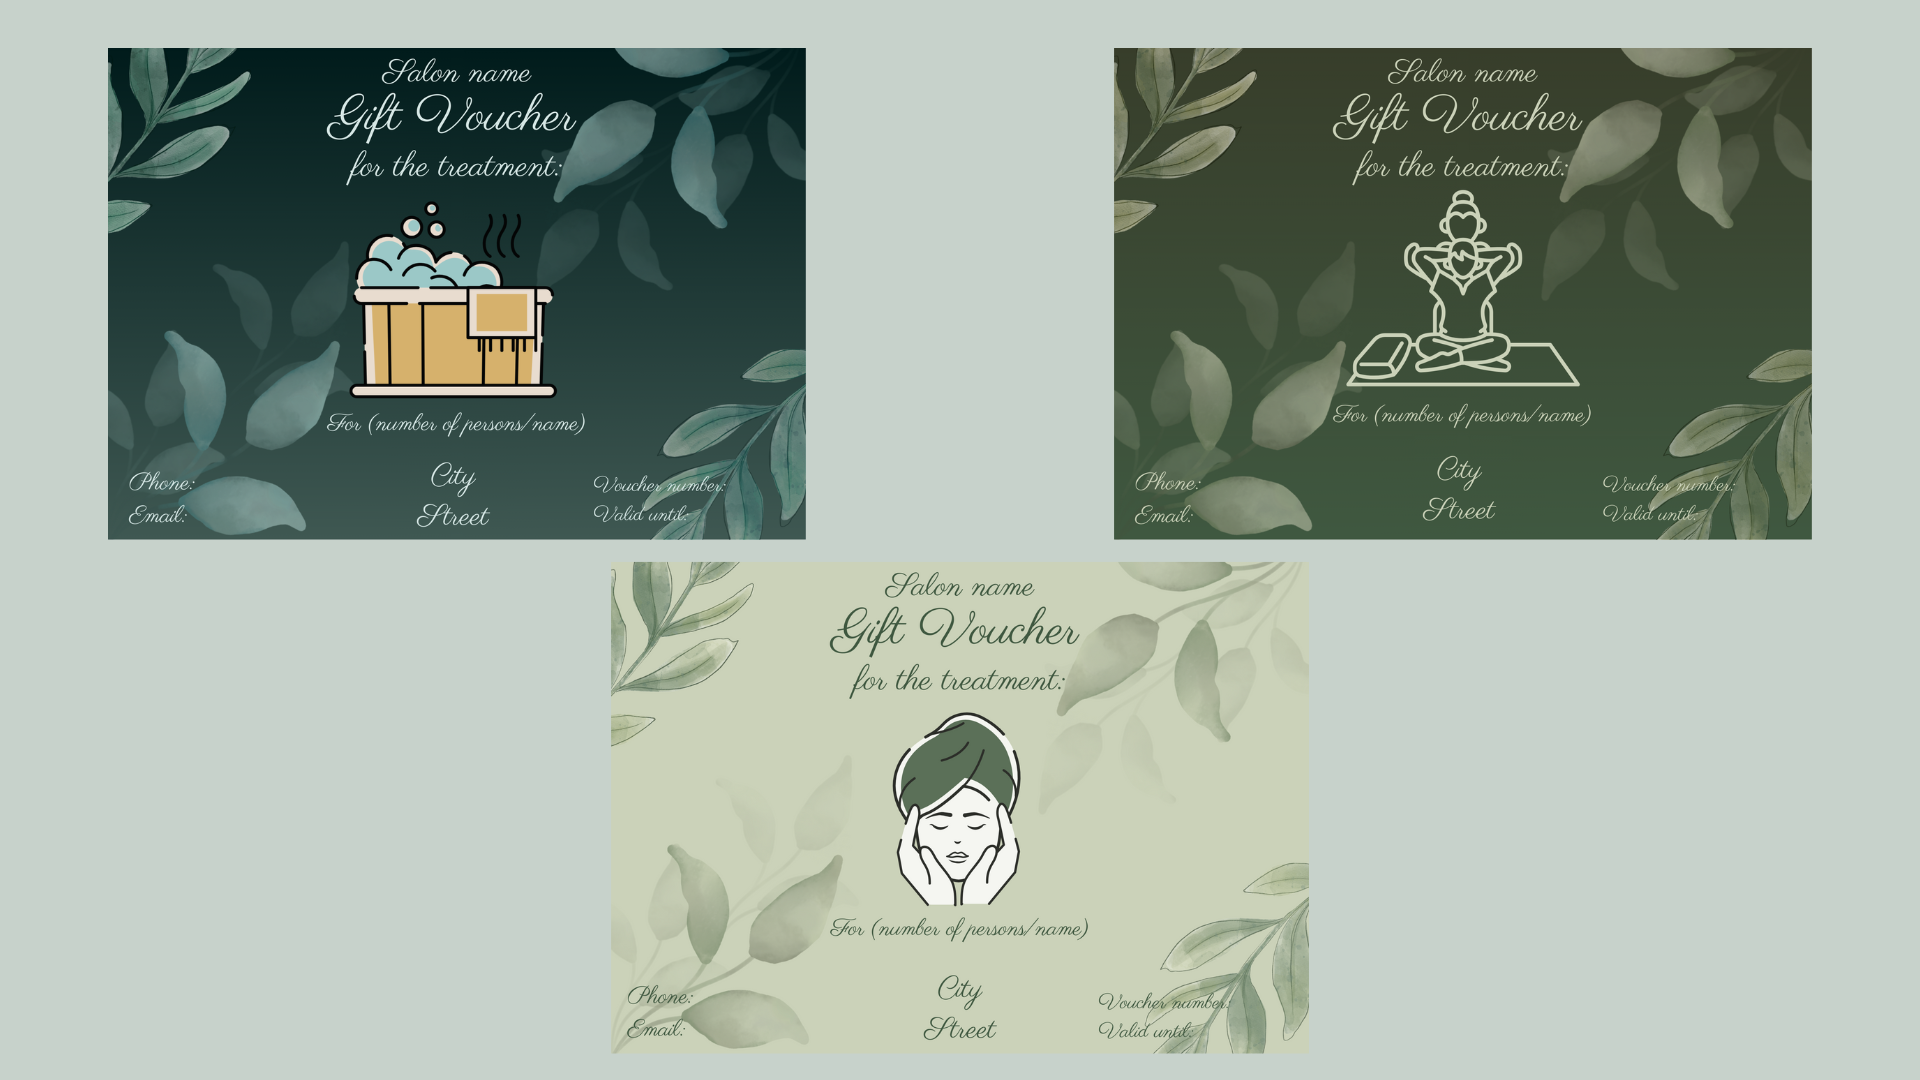 Salon name
Gift Voucher
for the treatment:
For (number of persons/name)
City
Street
Phone:
Email:
Voucher number:
Valid until:
Salon name
Gift Voucher
for the treatment:
For (number of persons/name)
City
Street
Phone:
Email:
Voucher number:
Valid until:
Salon name
Gift Voucher
for the treatment:
For (number of persons/name)
City
Street
Phone:
Email:
Voucher number:
Valid until: